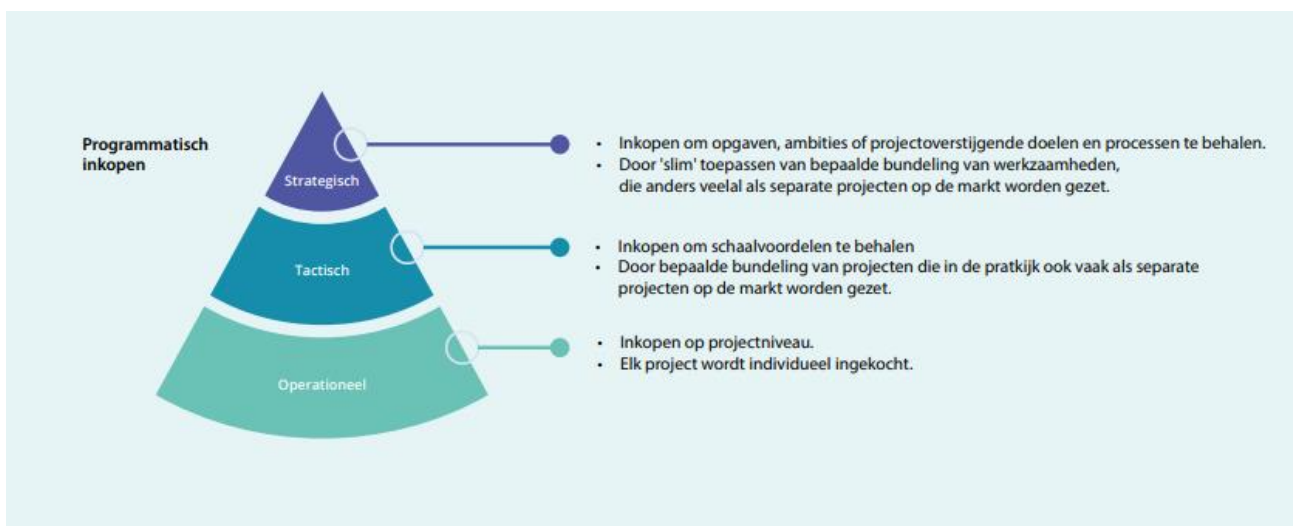 Programmatisch
inkopen
Strategisch
• Inkopen om opgaven, ambities of projectoverstijgende doelen en processen te behalen.
• Door 'slim' toepassen van bepaalde bundeling van werkzaamheden,
die anders veelal als separate projecten op de markt worden gezet.
Tactisch
• Inkopen om schaalvoordelen te behalen
• Door bepaalde bundeling van projecten die in de pratkijk ook vaak als separate
projecten op de markt worden gezet.
Operationeel
• Inkopen op projectniveau.
• Elk project wordt individueel ingekocht.